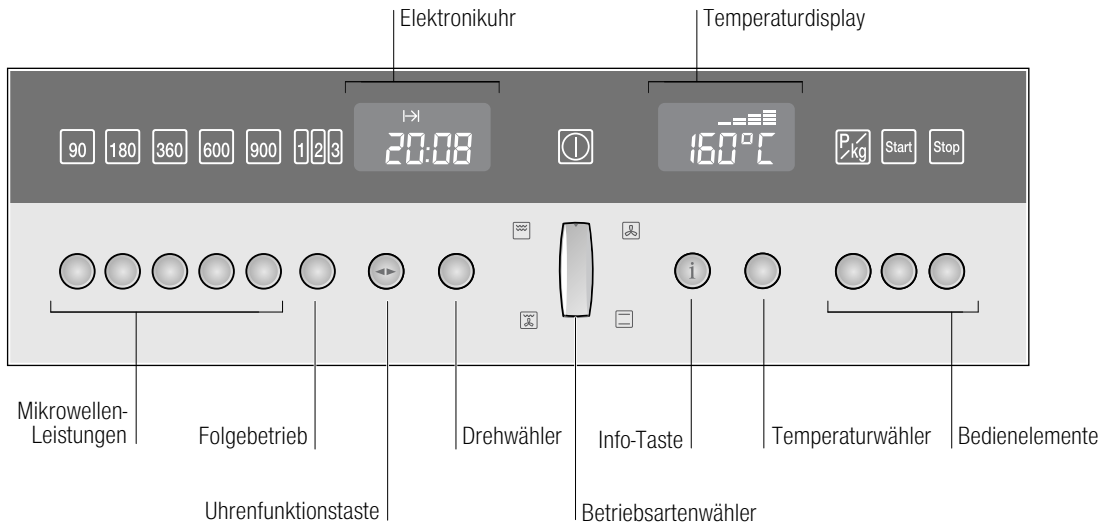 Elektronikuhr
Temperaturdisplay
90 180 360 600 900 1 2 3
20:08
160°C
P/kg Start Stop
i
Mikrowellen-
Leistungen
Folgebetrieb
Drehwähler
Info-Taste
Temperaturwähler
Bedienelemente
Uhrenfunktionstaste
Betriebsartenwähler